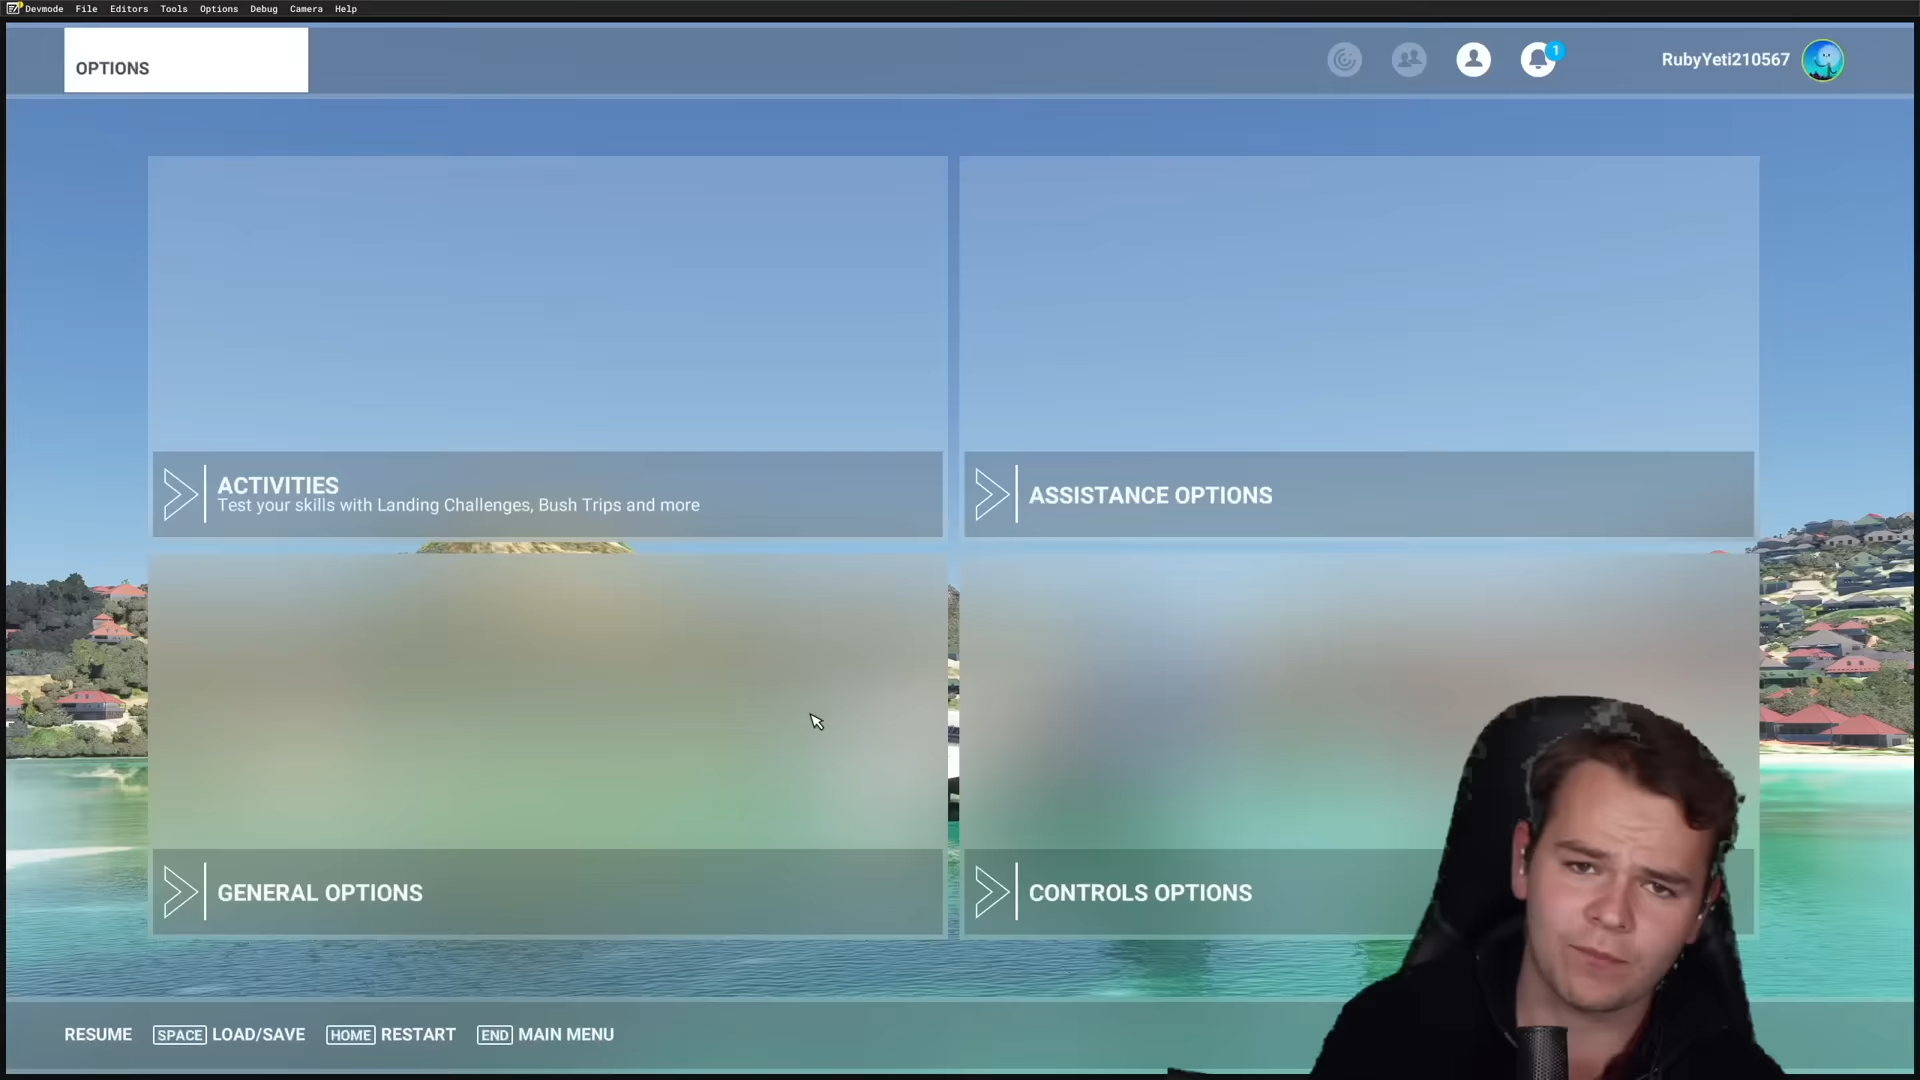 Devmode File Editors Tools Options Debug Camera Help
OPTIONS
1
RubyYeti210567
ACTIVITIES
Test your skills with Landing Challenges, Bush Trips and more
ASSISTANCE OPTIONS
GENERAL OPTIONS
CONTROLS OPTIONS
RESUME SPACE LOAD/SAVE HOME RESTART END MAIN MENU